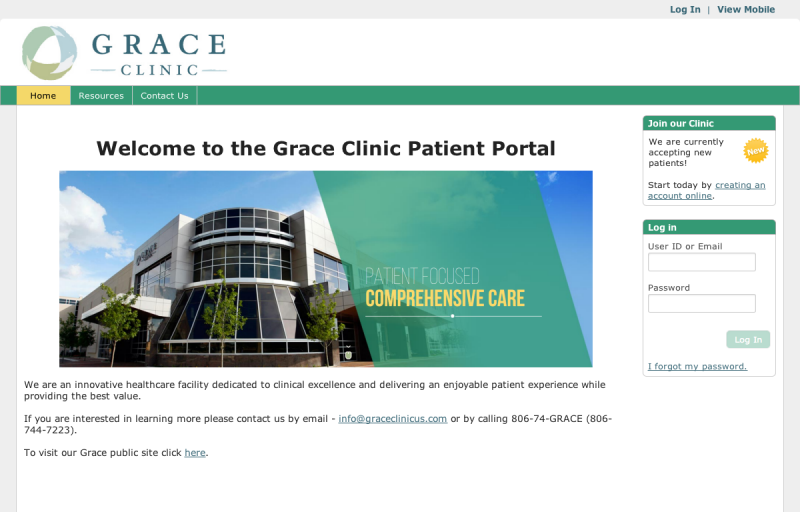 Log In | View Mobile
GRACE
CLINIC
Home Resources Contact Us
Welcome to the Grace Clinic Patient Portal
PATIENT FOCUSED
COMPREHENSIVE CARE
We are an innovative healthcare facility dedicated to clinical excellence and delivering an enjoyable patient experience while
providing the best value.
If you are interested in learning more please contact us by email - info@graceclinicus.com or by calling 806-74-GRACE (806-
744-7223).
To visit our Grace public site click here.
Join our Clinic
We are currently
accepting new
patients!
New
Start today by creating an
account online.
Log in
User ID or Email
Password
Log In
I forgot my password.